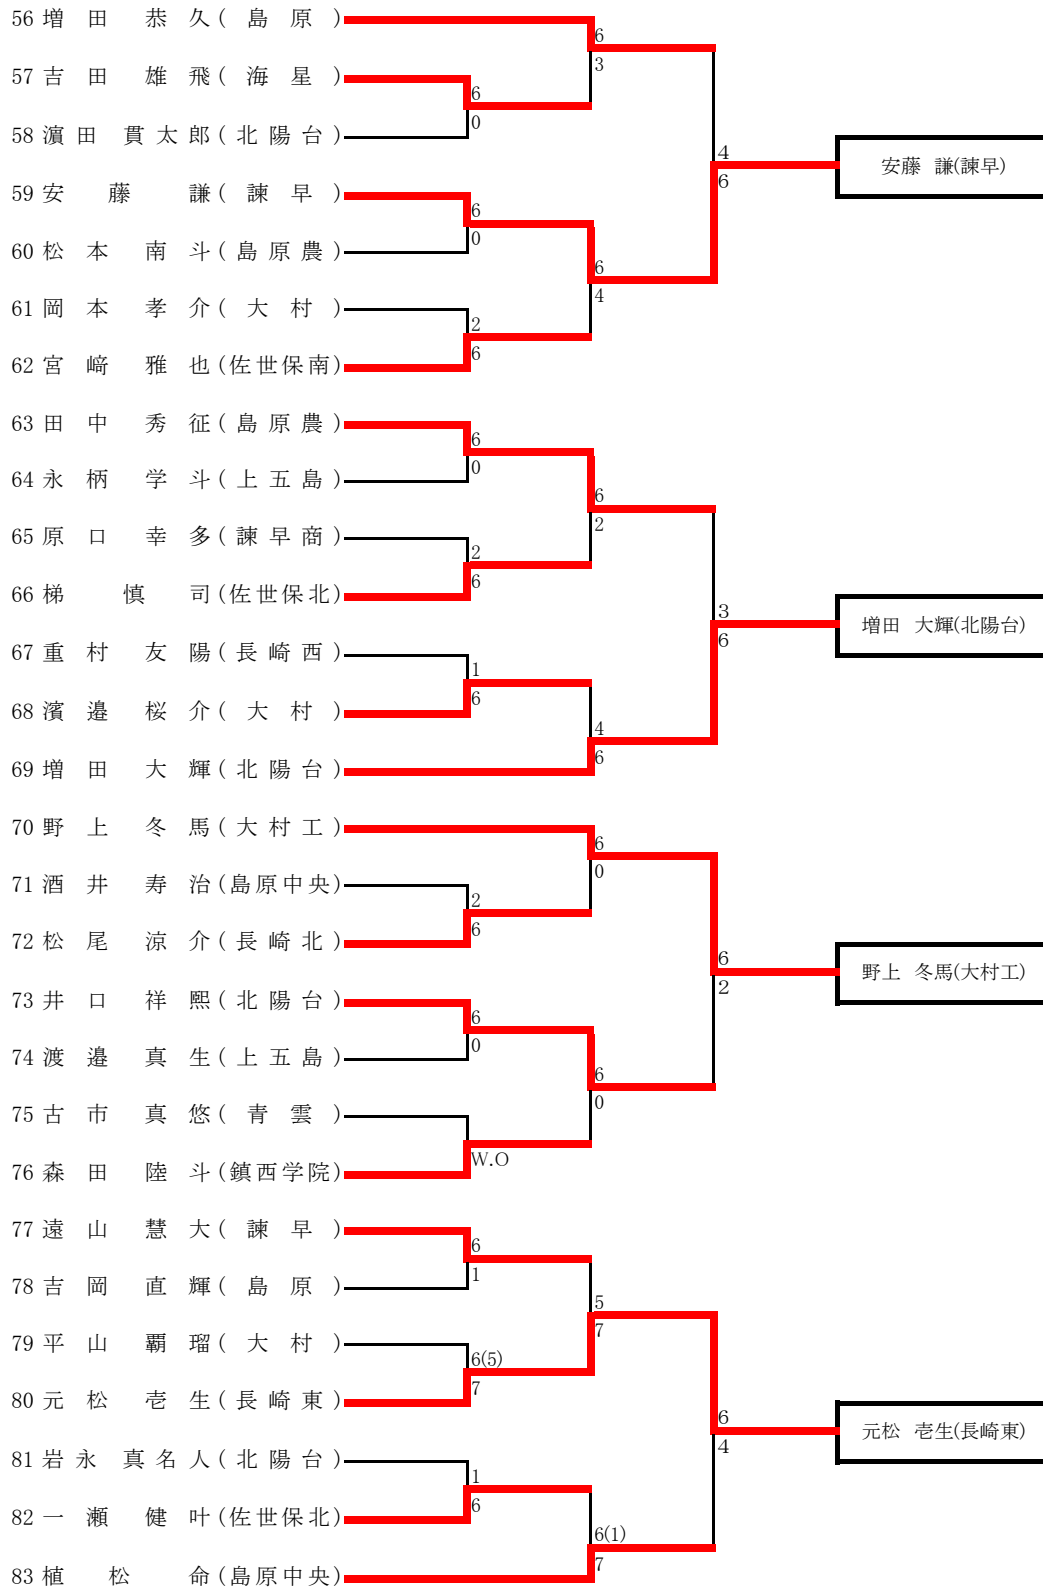 56 増田 恭久(島原)
6
3
57 吉田 雄飛(海星)
6
0
58 濵田 貫太郎(北陽台)
4
6
安藤 謙(諫早)
59 安藤 謙(諫早)
6
0
60 松本 南斗(島原農)
6
4
61 岡本 孝介(大村)
2
6
62 宮﨑 雅也(佐世保南)
63 田中 秀征(島原農)
6
0
64 永柄 学斗(上五島)
6
2
65 原口 幸多(諫早商)
2
6
66 梯 慎司(佐世保北)
3
6
増田 大輝(北陽台)
67 重村 友陽(長崎西)
1
6
68 濱邉 桜介(大村)
4
6
69 増田 大輝(北陽台)
70 野上 冬馬(大村工)
6
0
71 酒井 寿治(島原中央)
2
6
72 松尾 涼介(長崎北)
6
2
野上 冬馬(大村工)
73 井口 祥熙(北陽台)
6
0
74 渡邉 真生(上五島)
6
0
75 古市 真悠(青雲)
W.O
76 森田 陸斗(鎮西学院)
77 遠山 慧大(諫早)
6
1
78 吉岡 直輝(島原)
5
7
79 平山 覇瑠(大村)
6(5)
7
80 元松 壱生(長崎東)
6
4
元松 壱生(長崎東)
81 岩永 真名人(北陽台)
1
6
82 一瀬 健叶(佐世保北)
6(1)
7
83 植松 命(島原中央)